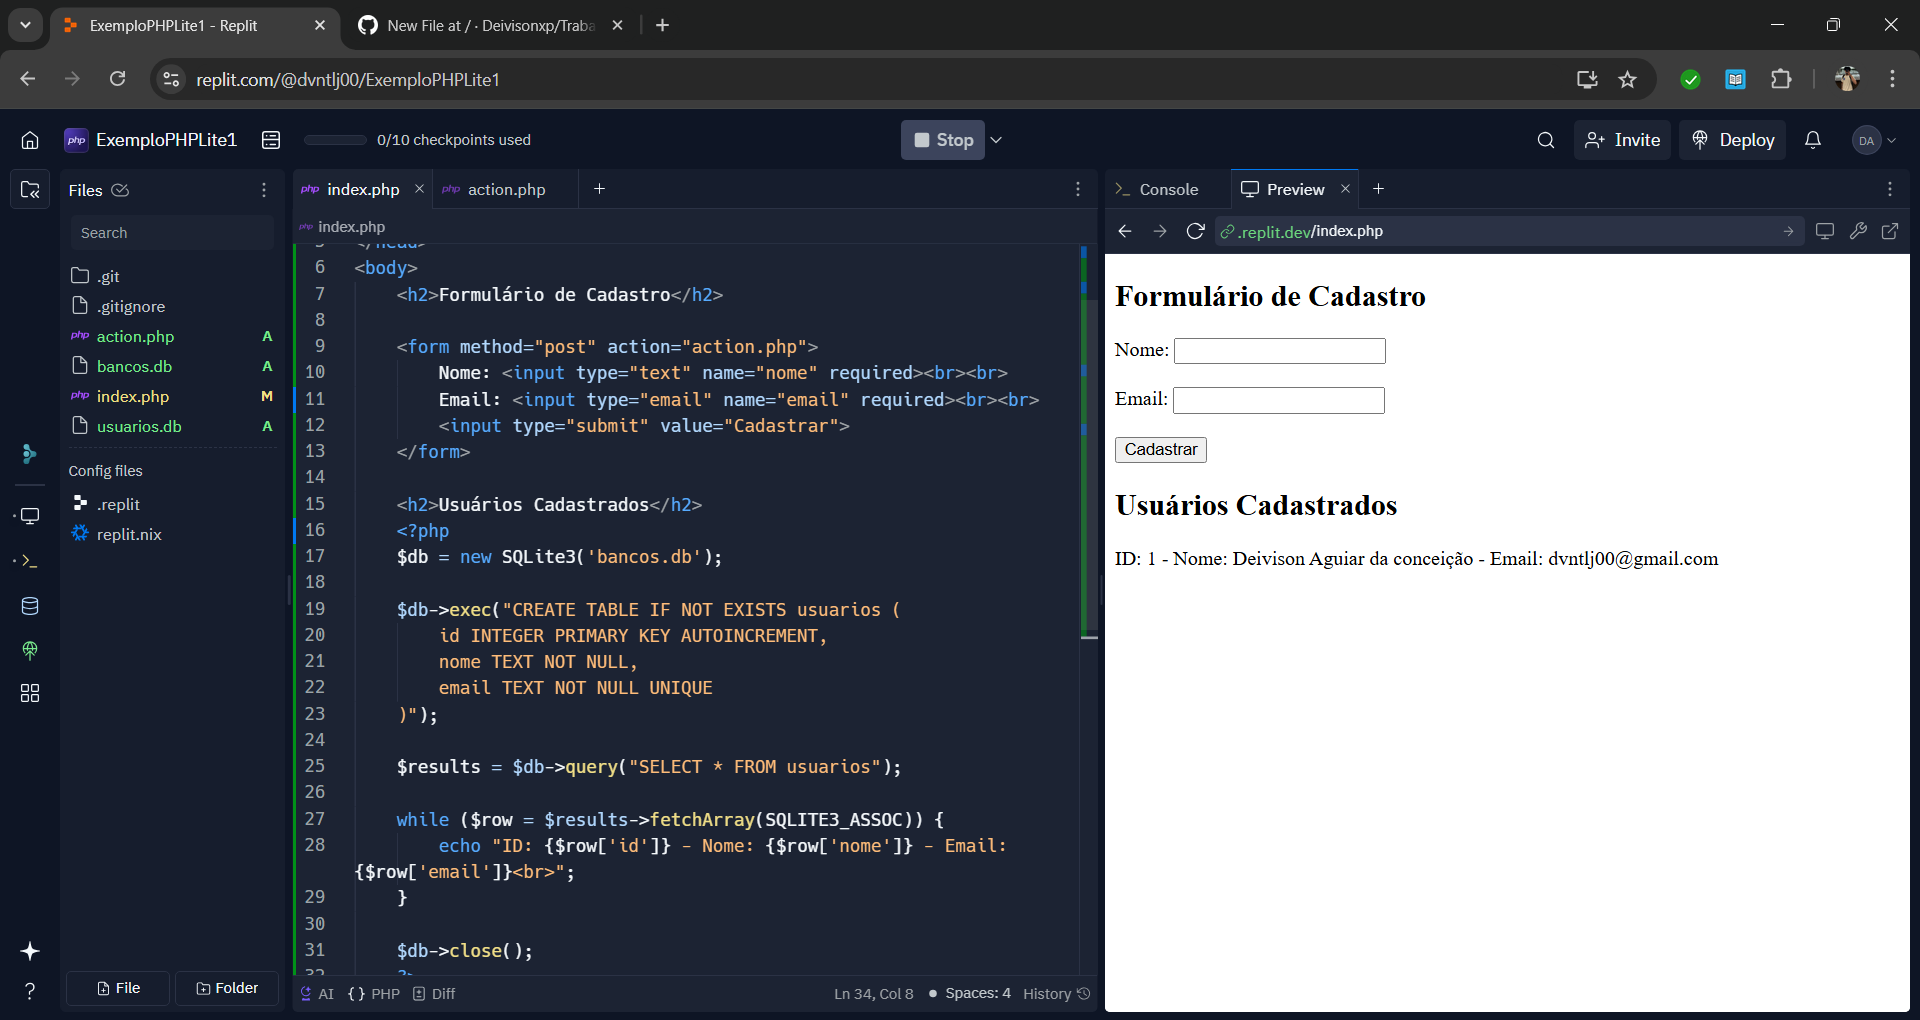 ExemploPHPLite1 - Replit
New File at / · Deivisonxp/Traba
replit.com/@dvntlj00/ExemploPHPLite1
php ExemploPHPLite1
0/10 checkpoints used
Stop
Invite
Deploy
DA
Files
Search
.git
.gitignore
php action.php A
bancos.db A
php index.php M
usuarios.db A
Config files
.replit
replit.nix
File
Folder
php index.php
php action.php
php index.php
5 </head>
6 <body>
7 <h2>Formulário de Cadastro</h2>
8
9 <form method="post" action="action.php">
10 Nome: <input type="text" name="nome" required><br><br>
11 Email: <input type="email" name="email" required><br><br>
12 <input type="submit" value="Cadastrar">
13 </form>
14
15 <h2>Usuários Cadastrados</h2>
16 <?php
17 $db = new SQLite3('bancos.db');
18
19 $db->exec("CREATE TABLE IF NOT EXISTS usuarios (
20 id INTEGER PRIMARY KEY AUTOINCREMENT,
21 nome TEXT NOT NULL,
22 email TEXT NOT NULL UNIQUE
23 )");
24
25 $results = $db->query("SELECT * FROM usuarios");
26
27 while ($row = $results->fetchArray(SQLITE3_ASSOC)) {
28 echo "ID: {$row['id']} - Nome: {$row['nome']} - Email:
{$row['email']}<br>";
29 }
30
31 $db->close();
32 ?>
AI {} PHP Diff
Ln 34, Col 8 Spaces: 4 History
Console
Preview
.replit.dev/index.php
Formulário de Cadastro
Nome:
Email:
Cadastrar
Usuários Cadastrados
ID: 1 - Nome: Deivison Aguiar da conceição - Email: dvntlj00@gmail.com